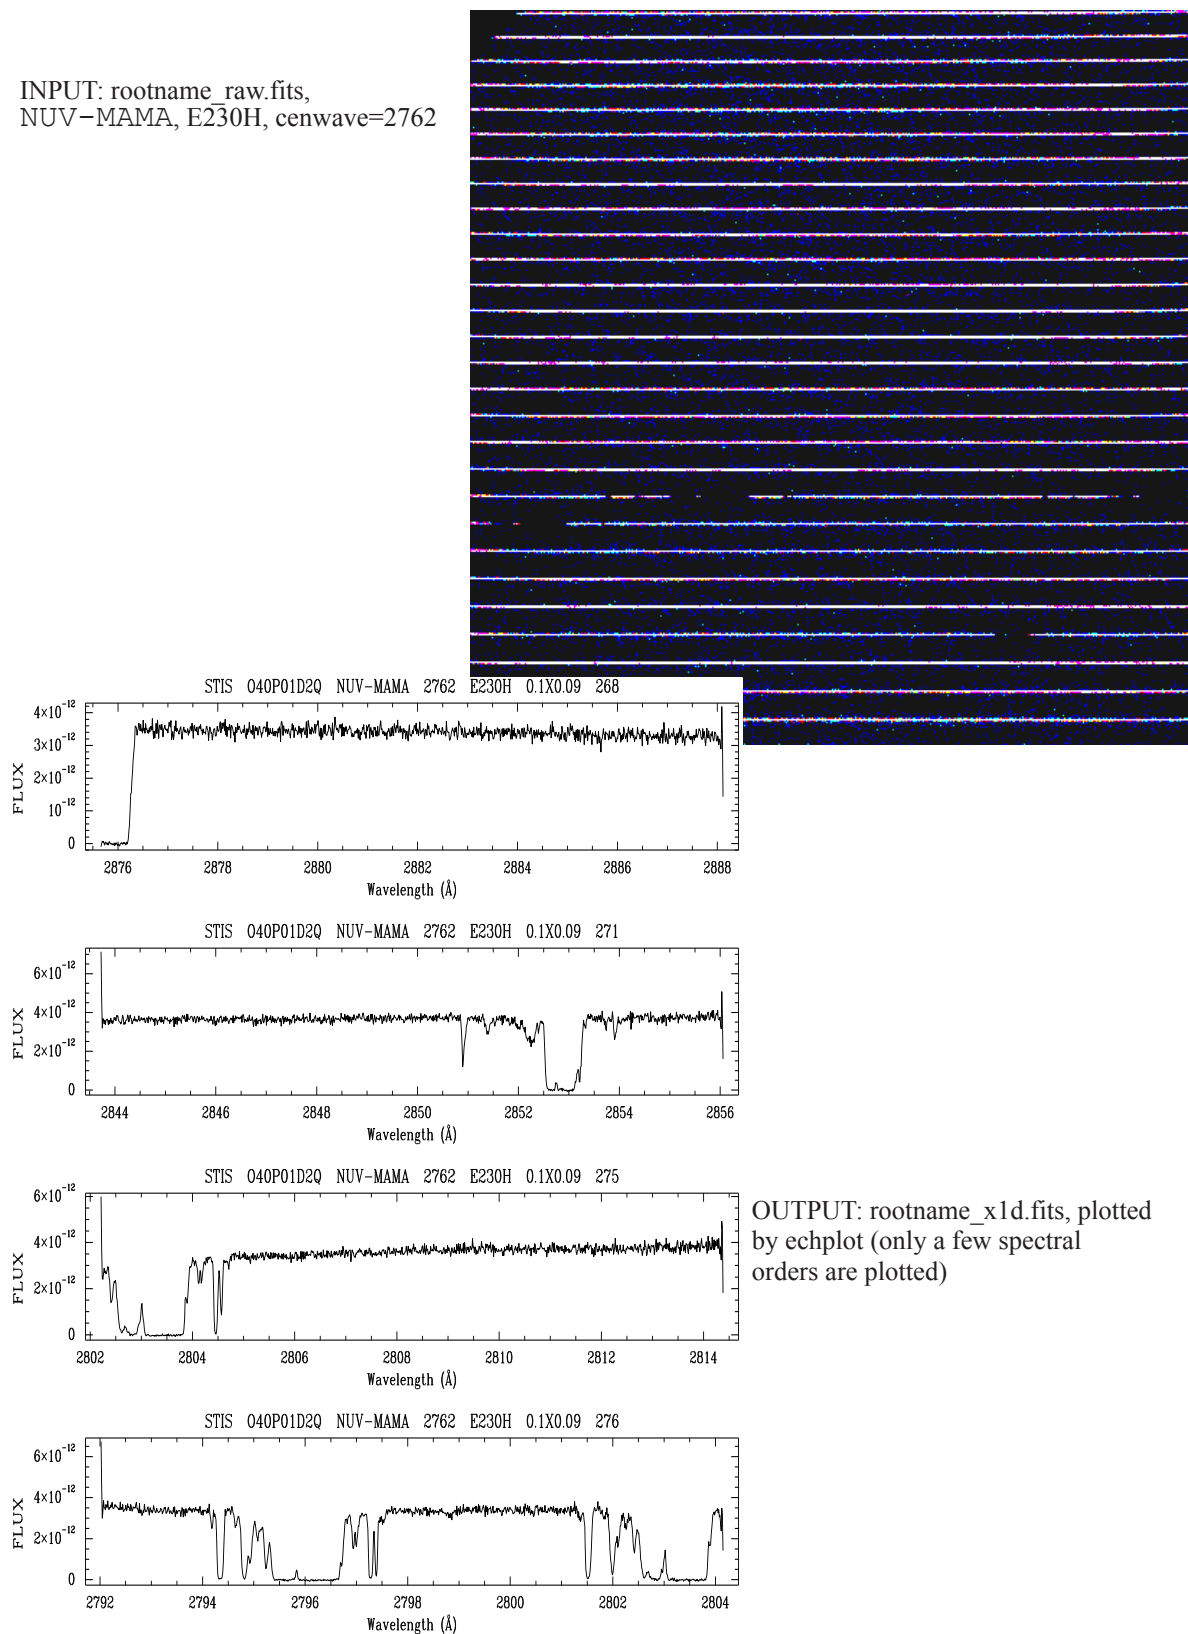 INPUT: rootname_raw.fits,
NUV-MAMA, E230H, cenwave=2762
STIS O40P01D2Q NUV-MAMA 2762 E230H 0.1X0.09 268
4×10⁻¹²
3×10⁻¹²
2×10⁻¹²
10⁻¹²
0
FLUX
2876 2878 2880 2882 2884 2886 2888
Wavelength (Å)
STIS O40P01D2Q NUV-MAMA 2762 E230H 0.1X0.09 271
6×10⁻¹²
4×10⁻¹²
2×10⁻¹²
0
FLUX
2844 2846 2848 2850 2852 2854 2856
Wavelength (Å)
STIS O40P01D2Q NUV-MAMA 2762 E230H 0.1X0.09 275
6×10⁻¹²
4×10⁻¹²
2×10⁻¹²
0
FLUX
2802 2804 2806 2808 2810 2812 2814
Wavelength (Å)
OUTPUT: rootname_x1d.fits, plotted
by echplot (only a few spectral
orders are plotted)
STIS O40P01D2Q NUV-MAMA 2762 E230H 0.1X0.09 276
6×10⁻¹²
4×10⁻¹²
2×10⁻¹²
0
FLUX
2792 2794 2796 2798 2800 2802 2804
Wavelength (Å)